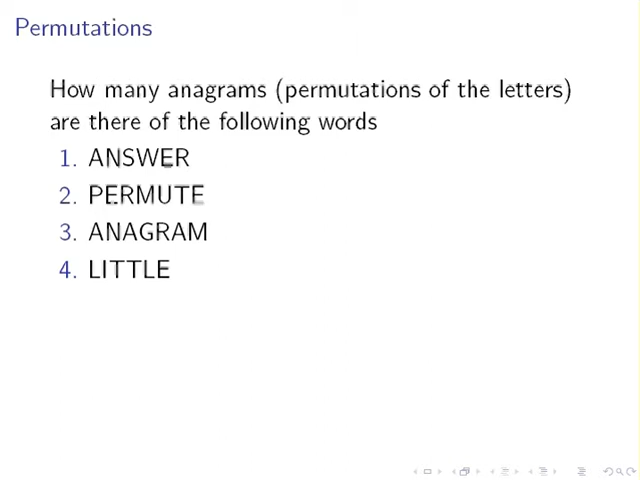 Permutations
How many anagrams (permutations of the letters)
are there of the following words
1. ANSWER
2. PERMUTE
3. ANAGRAM
4. LITTLE